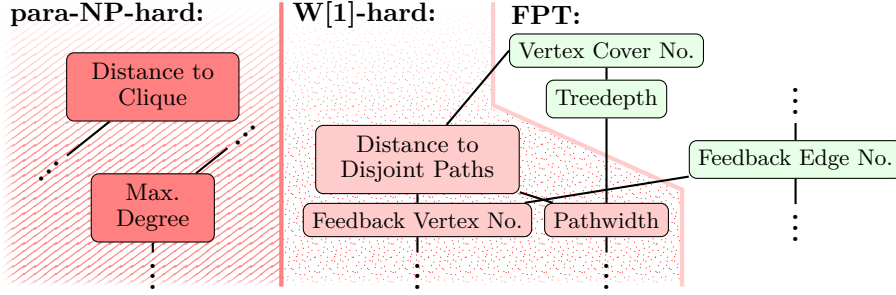 para-NP-hard:
W[1]-hard:
FPT:
Distance to
Clique
Max.
Degree
Vertex Cover No.
Treedepth
Distance to
Disjoint Paths
Feedback Edge No.
Feedback Vertex No.
Pathwidth